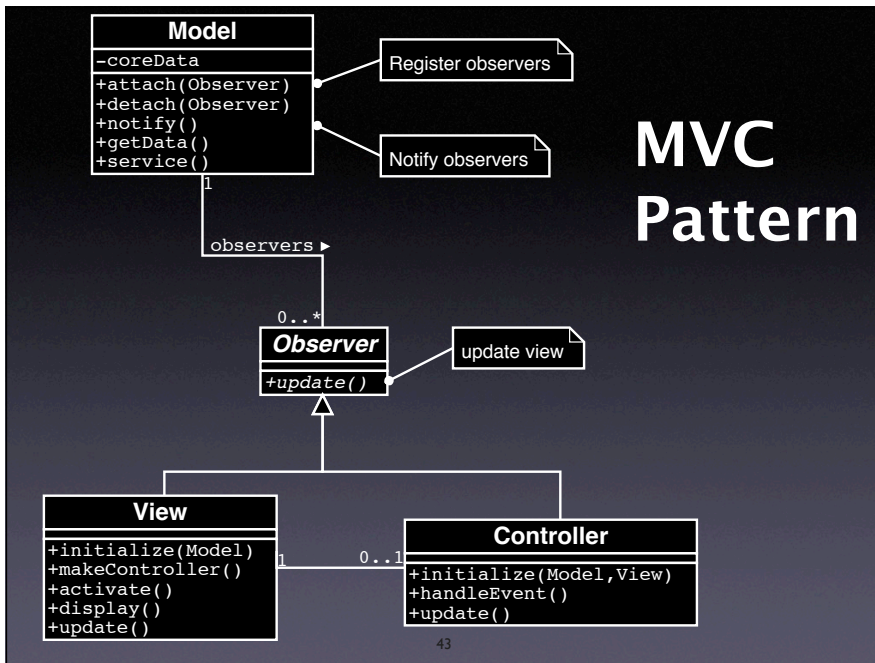 Model
-coreData
+attach(Observer)
+detach(Observer)
+notify()
+getData()
+service()
Register observers
Notify observers
MVC
Pattern
1
observers ▶
0..*
Observer
+update()
update view
View
+initialize(Model)
+makeController()
+activate()
+display()
+update()
1
0..1
Controller
+initialize(Model,View)
+handleEvent()
+update()
43